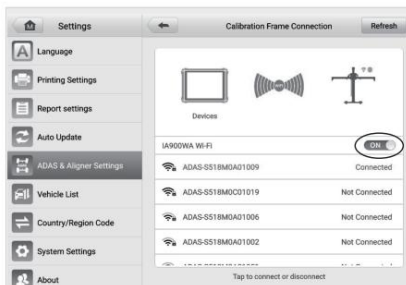 Settings
Calibration Frame Connection
Refresh
Language
Printing Settings
Report settings
Auto Update
ADAS & Aligner Settings
Vehicle List
Country/Region Code
System Settings
About
Devices
IA900WA Wi-Fi
ON
ADAS-S518M0A01009 Connected
ADAS-S518M0C01019 Not Connected
ADAS-S518M0A01006 Not Connected
ADAS-S518M0A01002 Not Connected
Tap to connect or disconnect